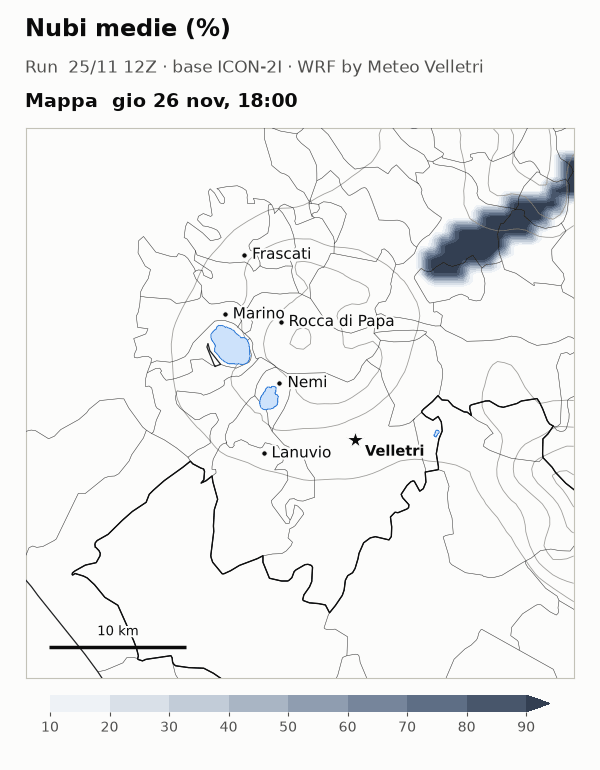 Nubi medie (%)
Run  25/11 12Z · base ICON-2I · WRF by Meteo Velletri
Mappa  gio 26 nov, 18:00
Frascati
Marino
Rocca di Papa
Nemi
Velletri
Lanuvio
10 km
10 20 30 40 50 60 70 80 90